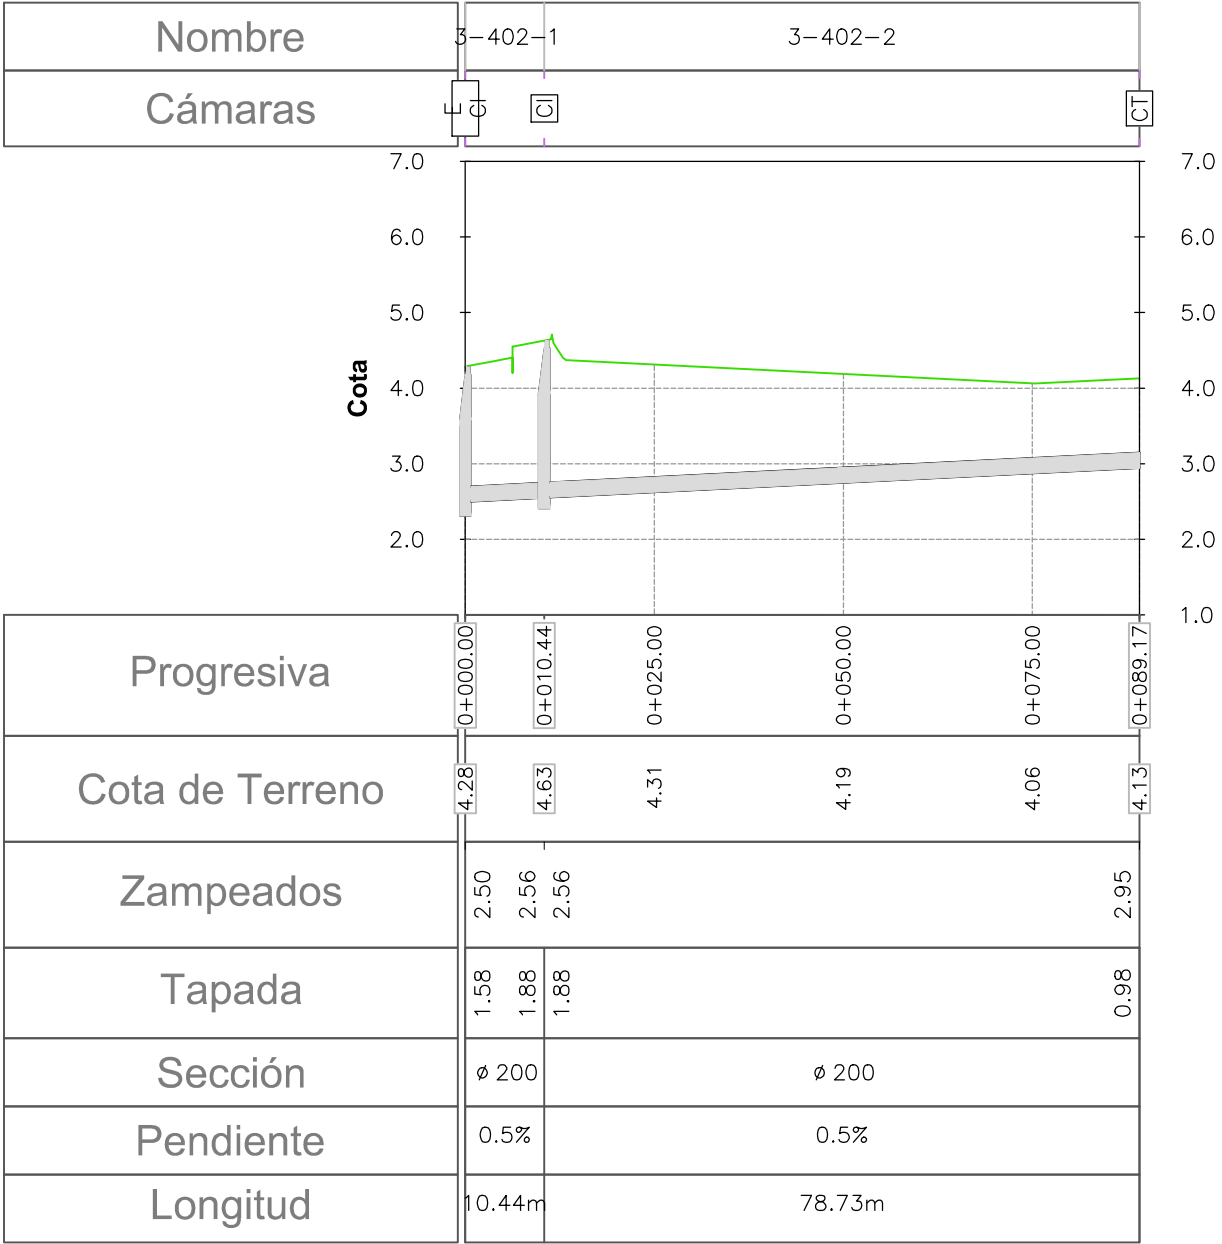 Nombre 3-402-1 3-402-2
Cámaras E CI CI CT
7.0 7.0
6.0 6.0
5.0 5.0
Cota
4.0 4.0
3.0 3.0
2.0 2.0
1.0
Progresiva 0+000.00 0+010.44 0+025.00 0+050.00 0+075.00 0+089.17
Cota de Terreno 4.28 4.63 4.31 4.19 4.06 4.13
Zampeados 2.50 2.56 2.56 2.95
Tapada 1.58 1.88 1.88 0.98
Sección ø 200 ø 200
Pendiente 0.5% 0.5%
Longitud 10.44m 78.73m